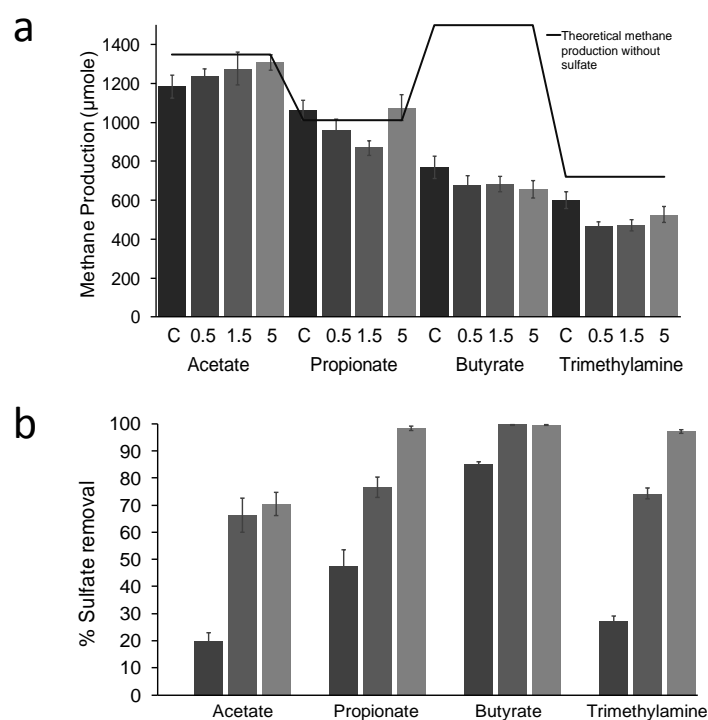 a
Methane Production (μmole)
1400
1200
1000
800
600
400
200
0
Theoretical methane
production without
sulfate
C 0.5 1.5 5 C 0.5 1.5 5 C 0.5 1.5 5 C 0.5 1.5 5
Acetate Propionate Butyrate Trimethylamine
b
% Sulfate removal
100
90
80
70
60
50
40
30
20
10
0
Acetate Propionate Butyrate Trimethylamine